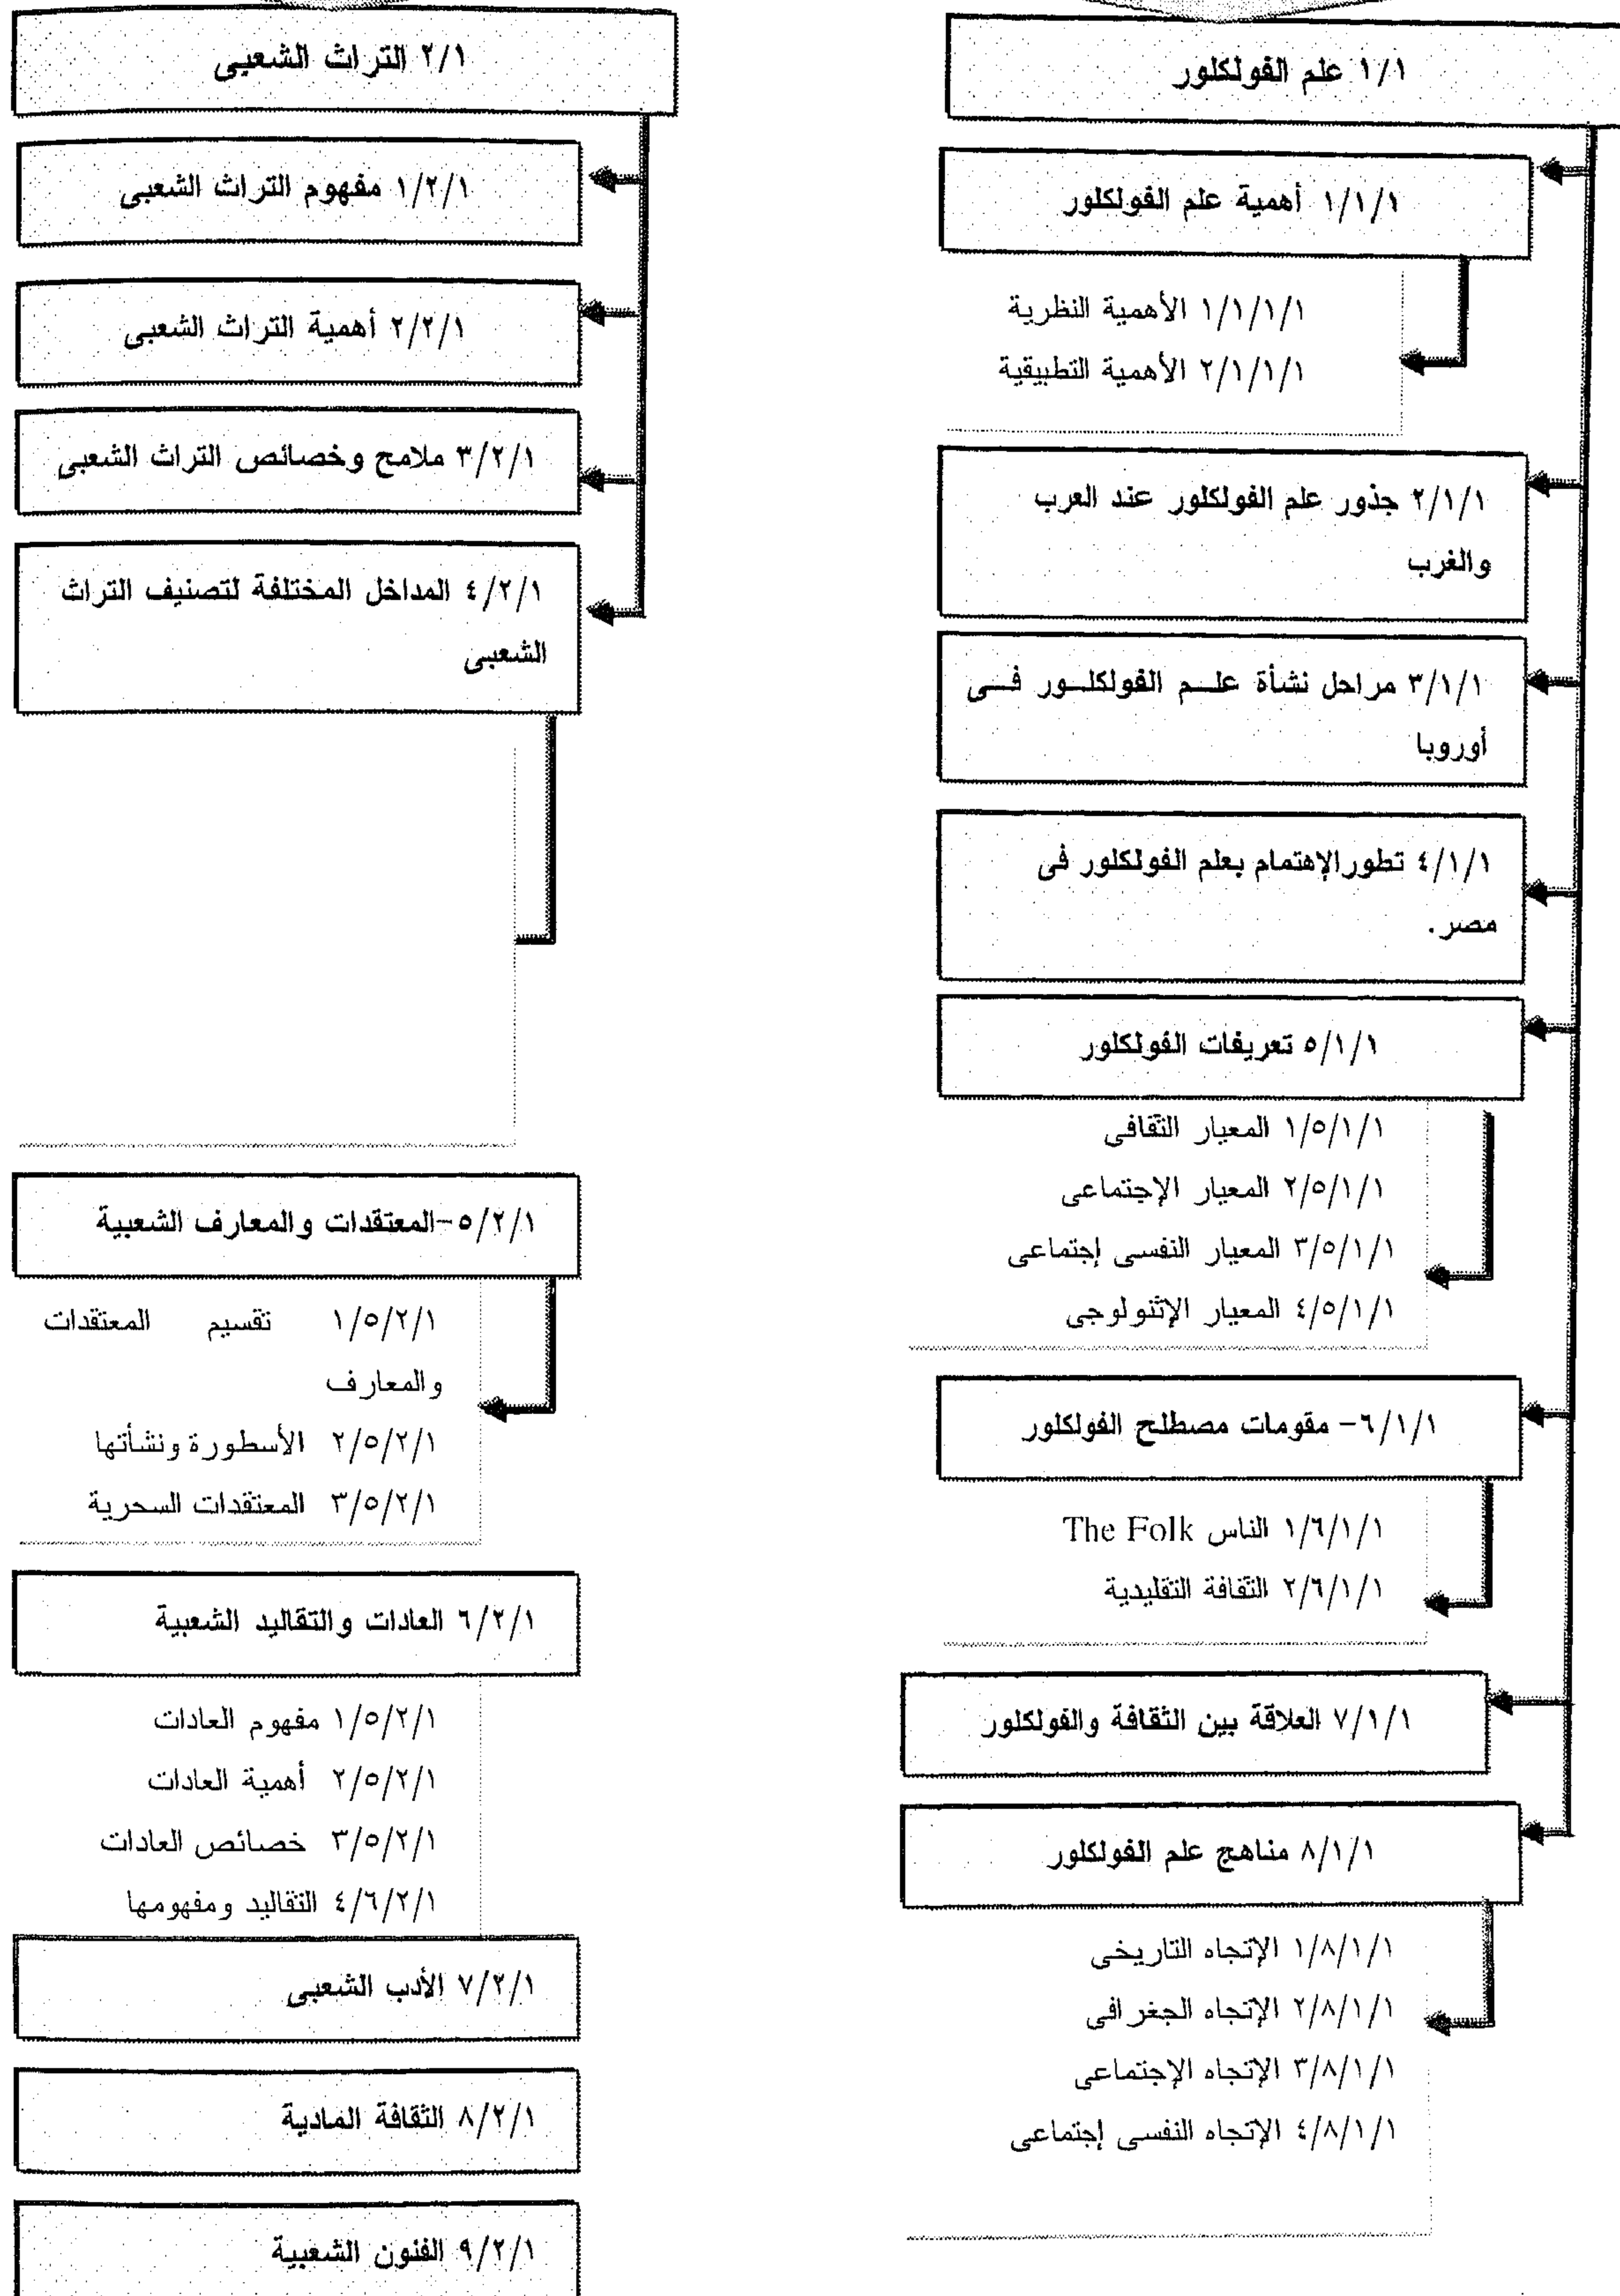 ١/١ علم الفولكلور
١/١/١ أهمية علم الفولكلور
١/١/١/١ الأهمية النظرية
٢/١/١/١ الأهمية التطبيقية
٢/١/١ جذور علم الفولكلور عند العرب
والغرب
٣/١/١ مراحل نشأة علم الفولكلور فى
أوروبا
٤/١/١ تطور الإهتمام بعلم الفولكلور فى
مصر.
٥/١/١ تعريفات الفولكلور
١/٥/١/١ المعيار الثقافى
٢/٥/١/١ المعيار الإجتماعى
٣/٥/١/١ المعيار النفسى إجتماعى
٤/٥/١/١ المعيار الإثنولوجى
٦/١/١- مقومات مصطلح الفولكلور
١/٦/١/١ الناس The Folk
٢/٦/١/١ الثقافة التقليدية
٧/١/١ العلاقة بين الثقافة والفولكلور
٨/١/١ مناهج علم الفولكلور
١/٨/١/١ الإتجاه التاريخى
٢/٨/١/١ الإتجاه الجغرافى
٣/٨/١/١ الإتجاه الإجتماعى
٤/٨/١/١ الإتجاه النفسى إجتماعى
٢/١ التراث الشعبى
١/٢/١ مفهوم التراث الشعبى
٢/٢/١ أهمية التراث الشعبى
٣/٢/١ ملامح وخصائص التراث الشعبى
٤/٢/١ المداخل المختلفة لتصنيف التراث
الشعبى
٥/٢/١-المعتقدات والمعارف الشعبية
١/٥/٢/١ تقسيم المعتقدات
والمعارف
٢/٥/٢/١ الأسطورة ونشأتها
٣/٥/٢/١ المعتقدات السحرية
٦/٢/١ العادات والتقاليد الشعبية
١/٥/٢/١ مفهوم العادات
٢/٥/٢/١ أهمية العادات
٣/٥/٢/١ خصائص العادات
٤/٦/٢/١ التقاليد ومفهومها
٧/٢/١ الأدب الشعبى
٨/٢/١ الثقافة المادية
٩/٢/١ الفنون الشعبية